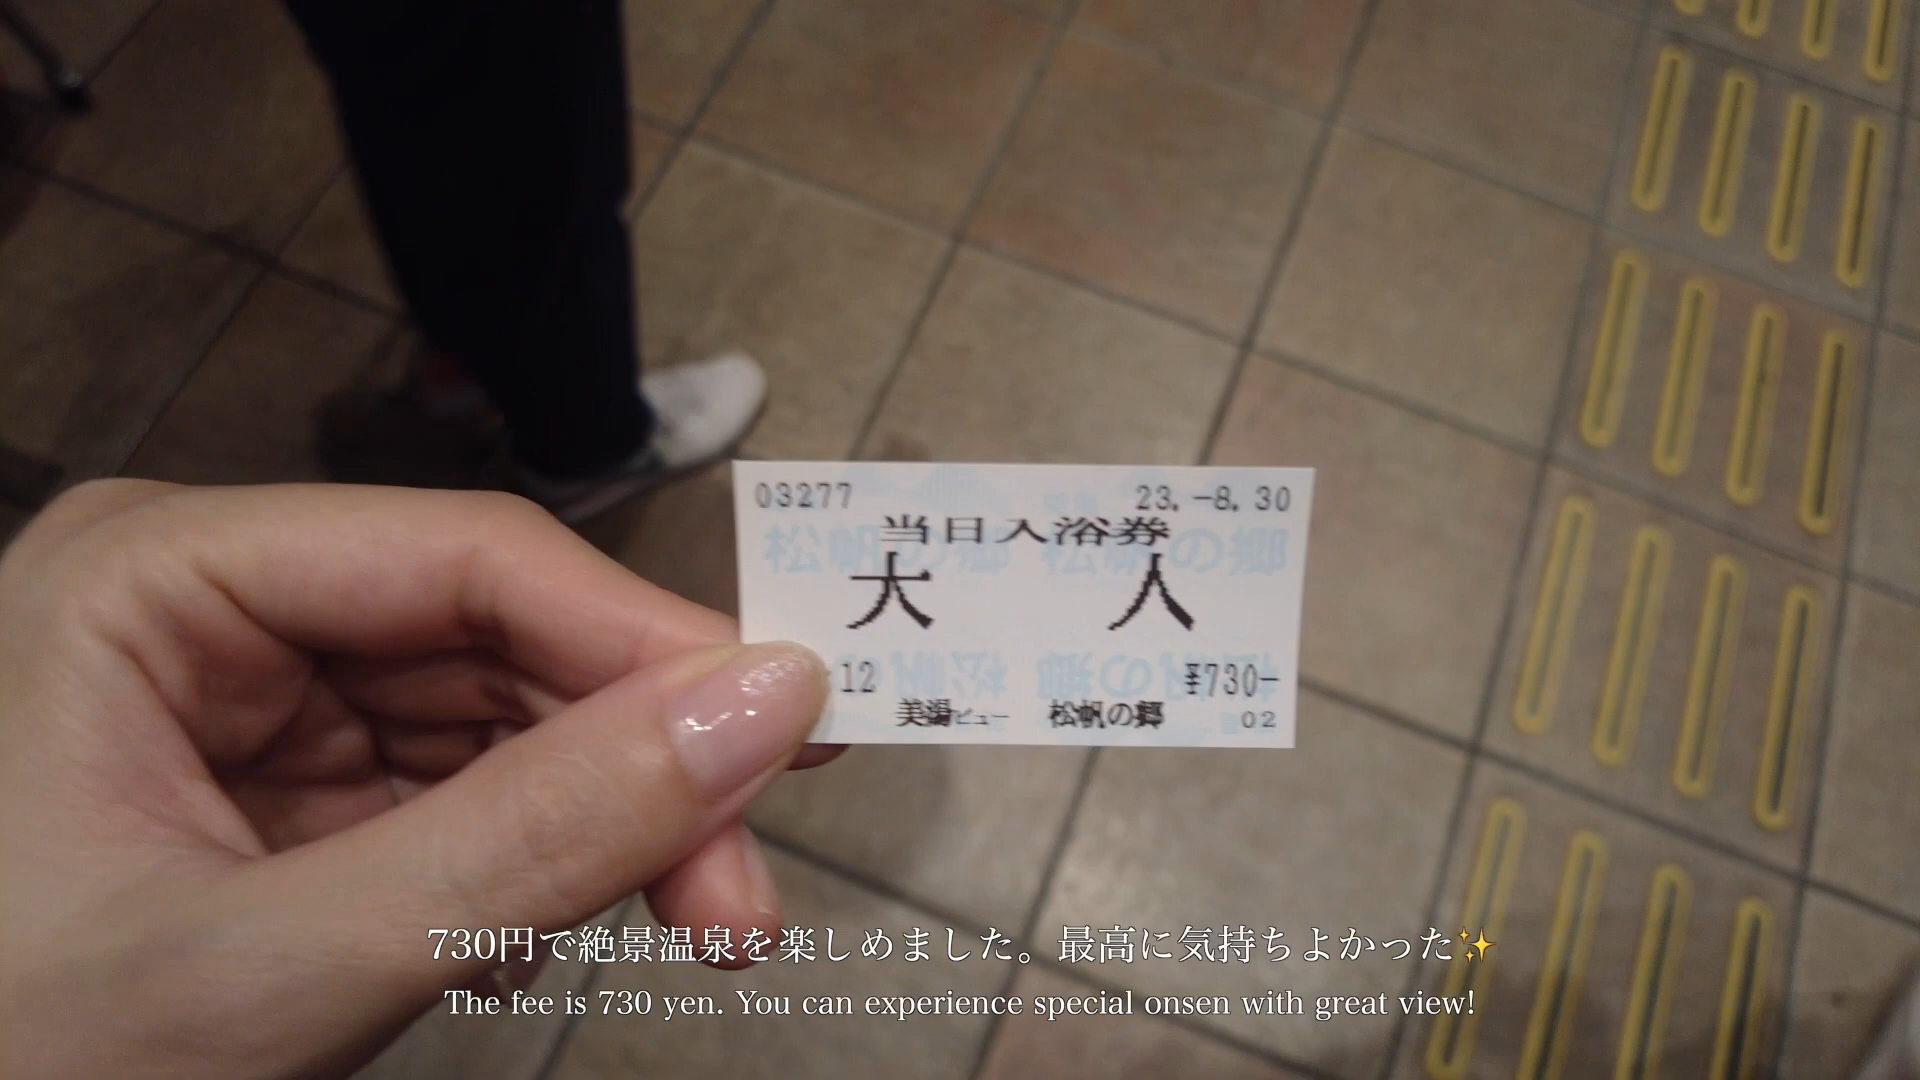 03277 23.-8.30
当日入浴券
大 人
12 ¥730-
美湯ビュー 松帆の郷 02
730円で絶景温泉を楽しめました。最高に気持ちよかった✨
The fee is 730 yen. You can experience special onsen with great view!